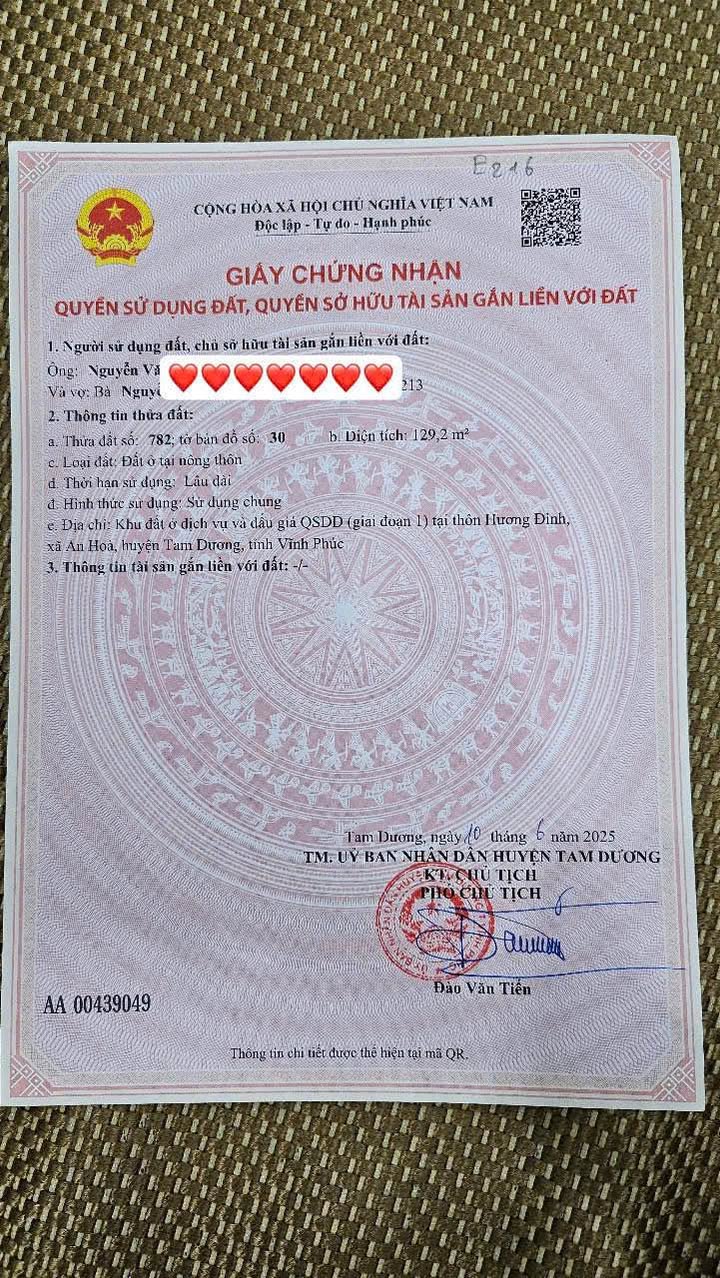 E216
CỘNG HÒA XÃ HỘI CHỦ NGHĨA VIỆT NAM
Độc lập - Tự do - Hạnh phúc
GIẤY CHỨNG NHẬN
QUYỀN SỬ DỤNG ĐẤT, QUYỀN SỞ HỮU TÀI SẢN GẮN LIỀN VỚI ĐẤT
1. Người sử dụng đất, chủ sở hữu tài sản gắn liền với đất:
Ông: Nguyễn
Và vợ: Bà 213
2. Thông tin thửa đất:
a. Thửa đất số: 782; tờ bản đồ số: 30 b. Diện tích: 129,2 m²
c. Loại đất: Đất ở tại nông thôn
d. Thời hạn sử dụng: Lâu dài
đ. Hình thức sử dụng: Sử dụng chung
e. Địa chỉ: Khu đất ở dịch vụ và đấu giá QSDĐ (giai đoạn 1) tại thôn Hương Đình,
xã An Hoà, huyện Tam Dương, tỉnh Vĩnh Phúc
3. Thông tin tài sản gắn liền với đất: -/-
Tam Dương, ngày 10 tháng 6 năm 2025
TM. UỶ BAN NHÂN DÂN HUYỆN TAM DƯƠNG
KT. CHỦ TỊCH
PHÓ CHỦ TỊCH
Đào Văn Tiến
AA 00439049
Thông tin chi tiết được thể hiện tại mã QR.